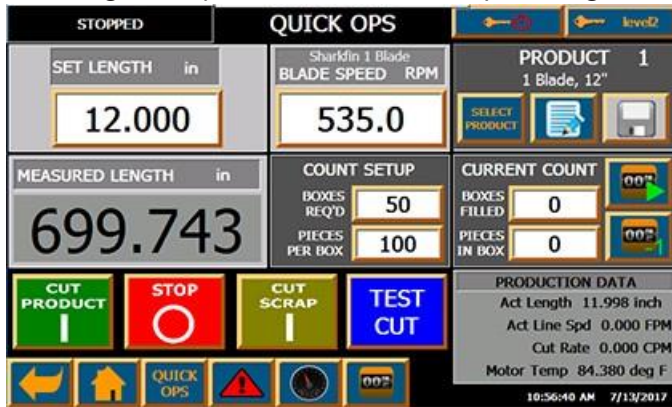 STOPPED
QUICK OPS
level2
SET LENGTH in
12.000
Sharkfin 1 Blade
BLADE SPEED RPM
535.0
PRODUCT 1
1 Blade, 12"
SELECT
PRODUCT
MEASURED LENGTH in
699.743
COUNT SETUP
BOXES
REQ'D
50
PIECES
PER BOX
100
CURRENT COUNT
BOXES
FILLED
0
PIECES
IN BOX
0
CUT
PRODUCT
STOP
CUT
SCRAP
TEST
CUT
PRODUCTION DATA
Act Length 11.998 inch
Act Line Spd 0.000 FPM
Cut Rate 0.000 CPM
Motor Temp 84.380 deg F
QUICK
OPS
10:56:40 AM 7/13/2017